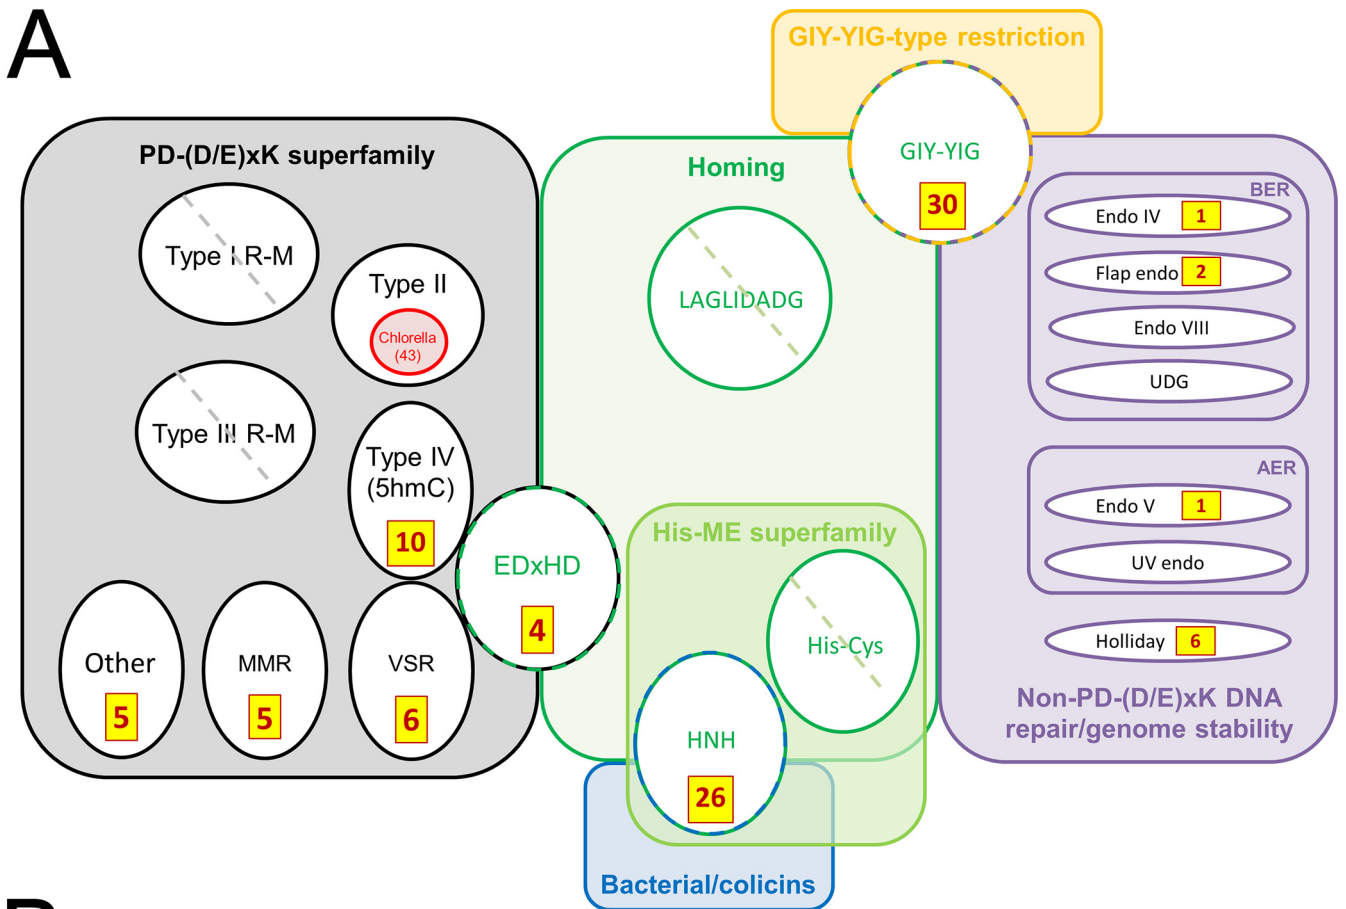 A
GIY-YIG-type restriction
GIY-YIG
30
PD-(D/E)xK superfamily
Type I R-M
Type II
Chlorella
(43)
Type III R-M
Type IV
(5hmC)
10
Other
5
MMR
5
VSR
6
EDxHD
4
Homing
LAGLIDADG
His-ME superfamily
His-Cys
HNH
26
Bacterial/colicins
BER
Endo IV 1
Flap endo 2
Endo VIII
UDG
AER
Endo V 1
UV endo
Holliday 6
Non-PD-(D/E)xK DNA
repair/genome stability